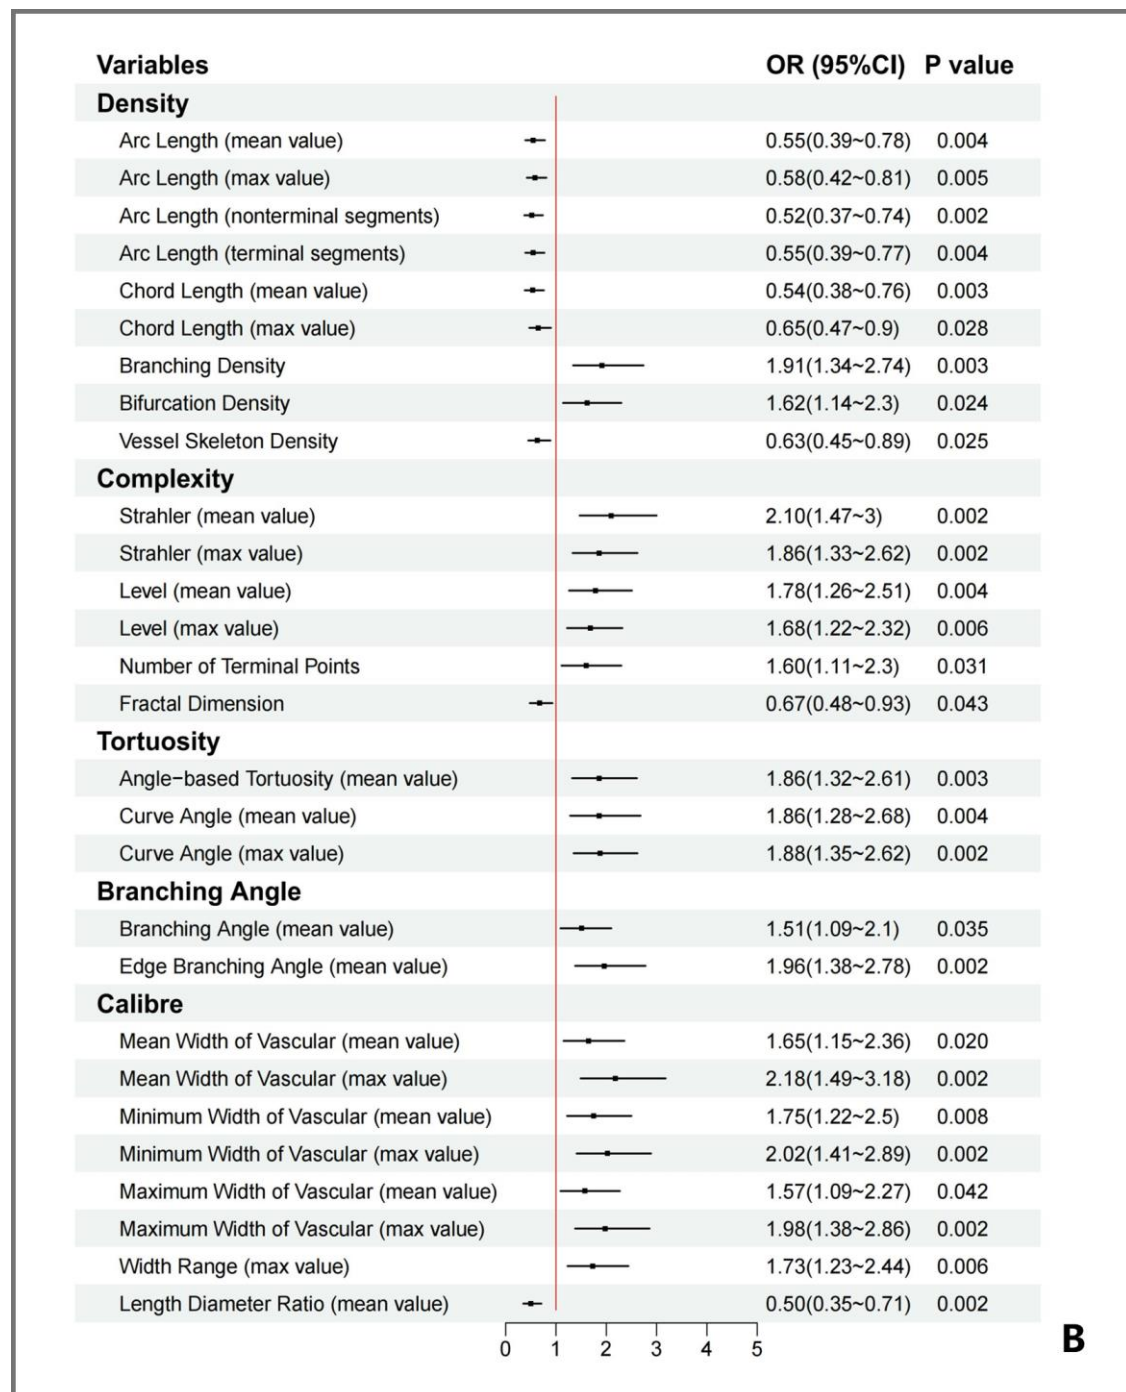 Variables OR (95%CI) P value
Density
Arc Length (mean value) 0.55(0.39~0.78) 0.004
Arc Length (max value) 0.58(0.42~0.81) 0.005
Arc Length (nonterminal segments) 0.52(0.37~0.74) 0.002
Arc Length (terminal segments) 0.55(0.39~0.77) 0.004
Chord Length (mean value) 0.54(0.38~0.76) 0.003
Chord Length (max value) 0.65(0.47~0.9) 0.028
Branching Density 1.91(1.34~2.74) 0.003
Bifurcation Density 1.62(1.14~2.3) 0.024
Vessel Skeleton Density 0.63(0.45~0.89) 0.025
Complexity
Strahler (mean value) 2.10(1.47~3) 0.002
Strahler (max value) 1.86(1.33~2.62) 0.002
Level (mean value) 1.78(1.26~2.51) 0.004
Level (max value) 1.68(1.22~2.32) 0.006
Number of Terminal Points 1.60(1.11~2.3) 0.031
Fractal Dimension 0.67(0.48~0.93) 0.043
Tortuosity
Angle−based Tortuosity (mean value) 1.86(1.32~2.61) 0.003
Curve Angle (mean value) 1.86(1.28~2.68) 0.004
Curve Angle (max value) 1.88(1.35~2.62) 0.002
Branching Angle
Branching Angle (mean value) 1.51(1.09~2.1) 0.035
Edge Branching Angle (mean value) 1.96(1.38~2.78) 0.002
Calibre
Mean Width of Vascular (mean value) 1.65(1.15~2.36) 0.020
Mean Width of Vascular (max value) 2.18(1.49~3.18) 0.002
Minimum Width of Vascular (mean value) 1.75(1.22~2.5) 0.008
Minimum Width of Vascular (max value) 2.02(1.41~2.89) 0.002
Maximum Width of Vascular (mean value) 1.57(1.09~2.27) 0.042
Maximum Width of Vascular (max value) 1.98(1.38~2.86) 0.002
Width Range (max value) 1.73(1.23~2.44) 0.006
Length Diameter Ratio (mean value) 0.50(0.35~0.71) 0.002
0 1 2 3 4 5
B